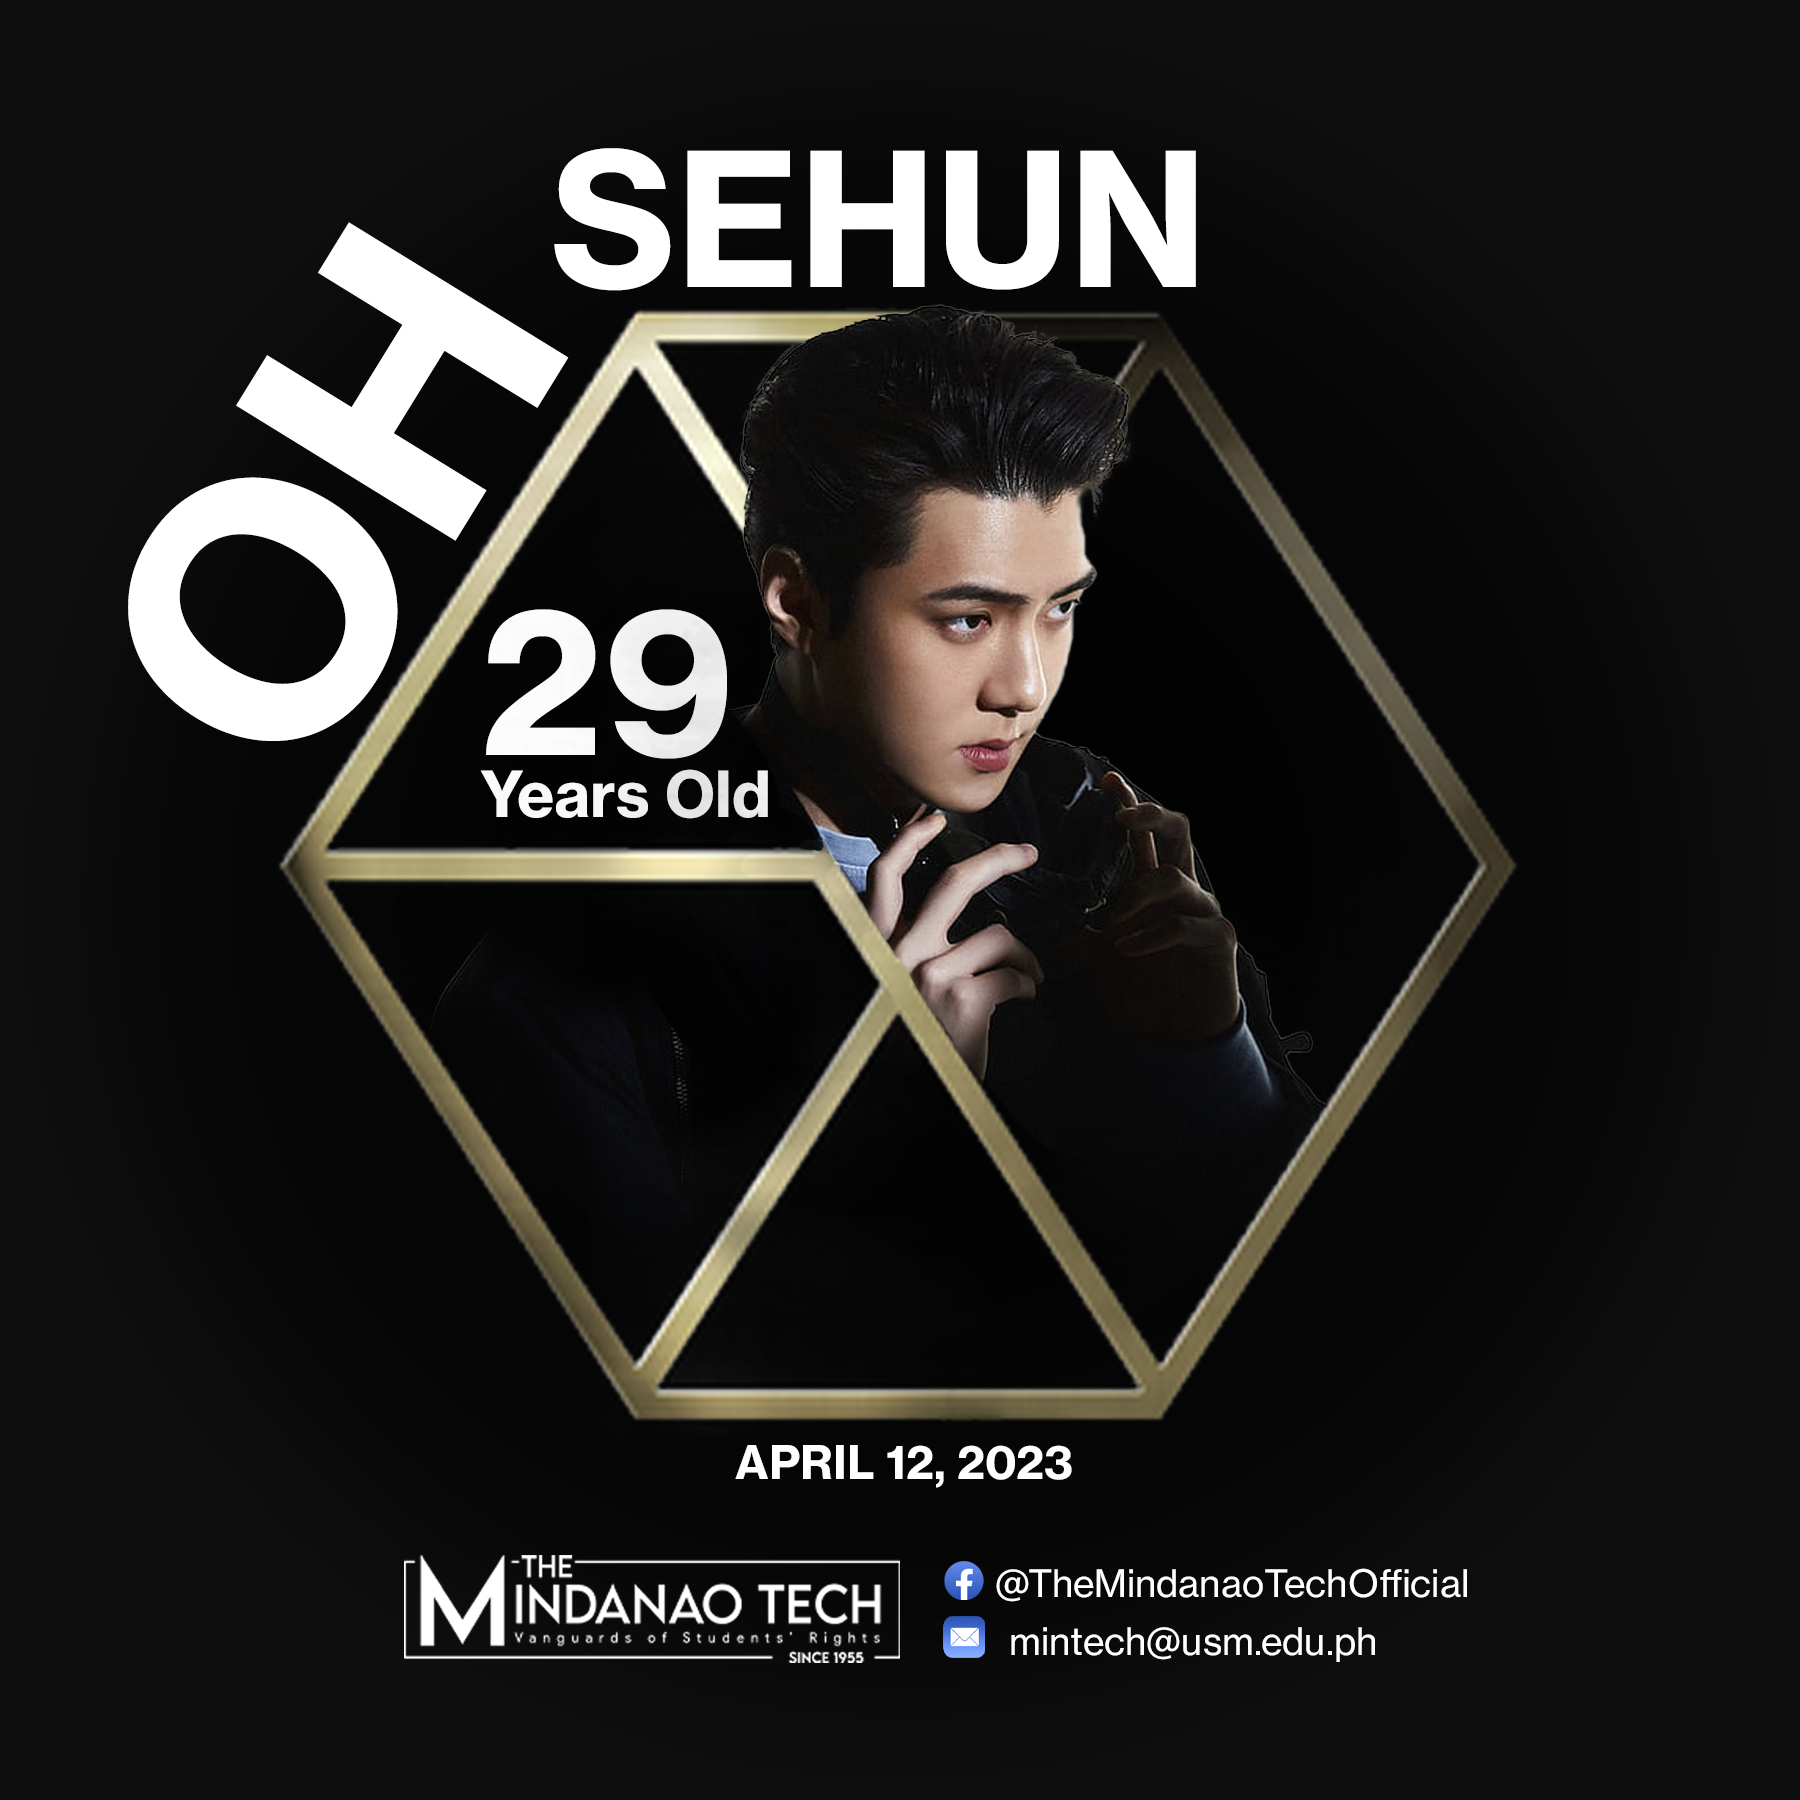 OH
SEHUN
29
Years Old
APRIL 12, 2023
THE
MINDANAO TECH
Vanguards of Students' Rights
SINCE 1955
@TheMindanaoTechOfficial
mintech@usm.edu.ph